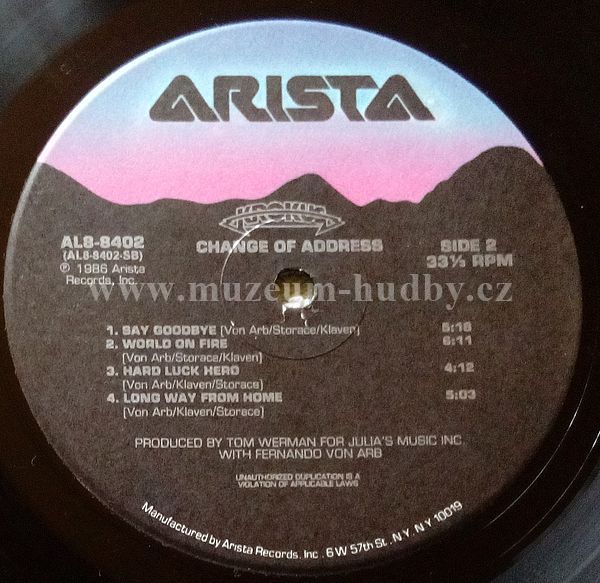 ARISTA
KROKUS
CHANGE OF ADDRESS
AL8-8402
(AL8-8402-SB)
℗ 1986 Arista
Records, Inc.
SIDE 2
33⅓ RPM
www.muzeum-hudby.cz
1. SAY GOODBYE [Von Arb/Storace/Klaven] 5:16
2. WORLD ON FIRE 6:11
[Von Arb/Storace/Klaven]
3. HARD LUCK HERO 4:12
[Von Arb/Klaven/Storace]
4. LONG WAY FROM HOME 5:03
[Von Arb/Klaven/Storace]
PRODUCED BY TOM WERMAN FOR JULIA'S MUSIC INC.
WITH FERNANDO VON ARB
UNAUTHORIZED DUPLICATION IS A
VIOLATION OF APPLICABLE LAWS
Manufactured by Arista Records, Inc . 6 W 57th St . N.Y. N.Y 10019